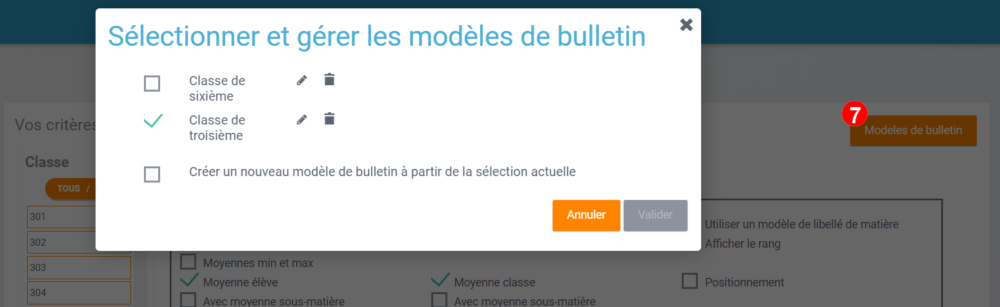 Sélectionner et gérer les modèles de bulletin
Classe de
sixième
Classe de
troisième
Créer un nouveau modèle de bulletin à partir de la sélection actuelle
Annuler Valider
7
Modeles de bulletin
Vos critères
Classe
TOUS /
301
302
303
304
Utiliser un modèle de libellé de matière
Afficher le rang
Moyennes min et max
Moyenne élève Moyenne classe Positionnement
Avec moyenne sous-matière Avec moyenne sous-matière